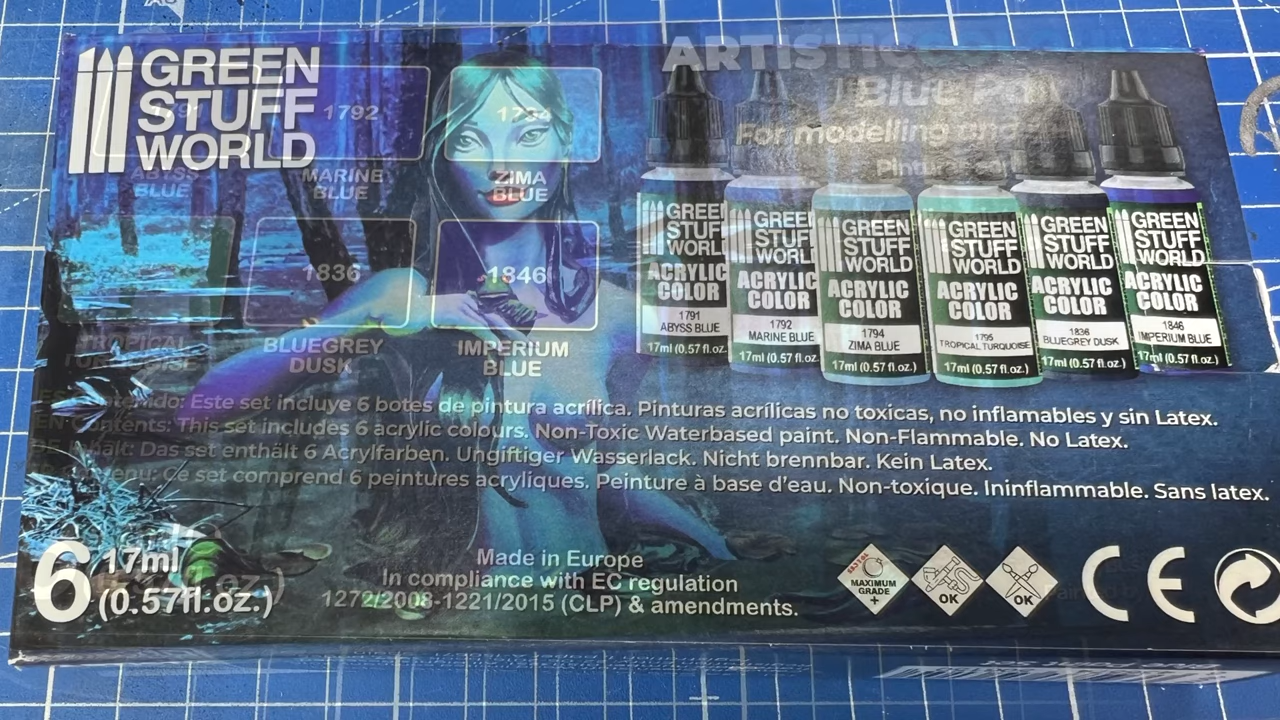 GREEN
STUFF
WORLD
ARTISTIC
Blue
For modelling and
1792
1794
ABYSS
BLUE
MARINE
BLUE
ZIMA
BLUE
1836
1846
TROPICAL
TURQUOISE
BLUEGREY
DUSK
IMPERIUM
BLUE
GREEN
STUFF
WORLD
ACRYLIC
COLOR
1791
ABYSS BLUE
17ml (0.57 fl.oz.
GREEN
STUFF
WORLD
ACRYLIC
COLOR
1792
MARINE BLUE
17ml (0.57 fl.oz.
GREEN
STUFF
WORLD
ACRYLIC
COLOR
1794
ZIMA BLUE
17ml (0.57 fl.oz.)
GREEN
STUFF
WORLD
ACRYLIC
COLOR
1795
TROPICAL TURQUOISE
17ml (0.57 fl.oz.)
GREEN
STUFF
WORLD
ACRYLIC
COLOR
1836
BLUEGREY DUSK
17ml (0.57 fl.oz.)
GREEN
STUFF
WORLD
ACRYLIC
COLOR
1846
IMPERIUM BLUE
17ml (0.57 fl.oz.)
Este set incluye 6 botes de pintura acrílica. Pinturas acrílicas no toxicas, no inflamables y sin Latex.
EN Contents: This set includes 6 acrylic colours. Non-Toxic Waterbased paint. Non-Flammable. No Latex.
Das set enthält 6 Acrylfarben. Ungiftiger Wasserlack. Nicht brennbar. Kein Latex.
Ce set comprend 6 peintures acryliques. Peinture à base d'eau. Non-toxique. Ininflammable. Sans latex.
6 17ml
(0.57fl.oz.)
Made in Europe
In compliance with EC regulation
1272/2008-1221/2015 (CLP) & amendments.
MAXIMUM
GRADE
+
OK
OK
CE